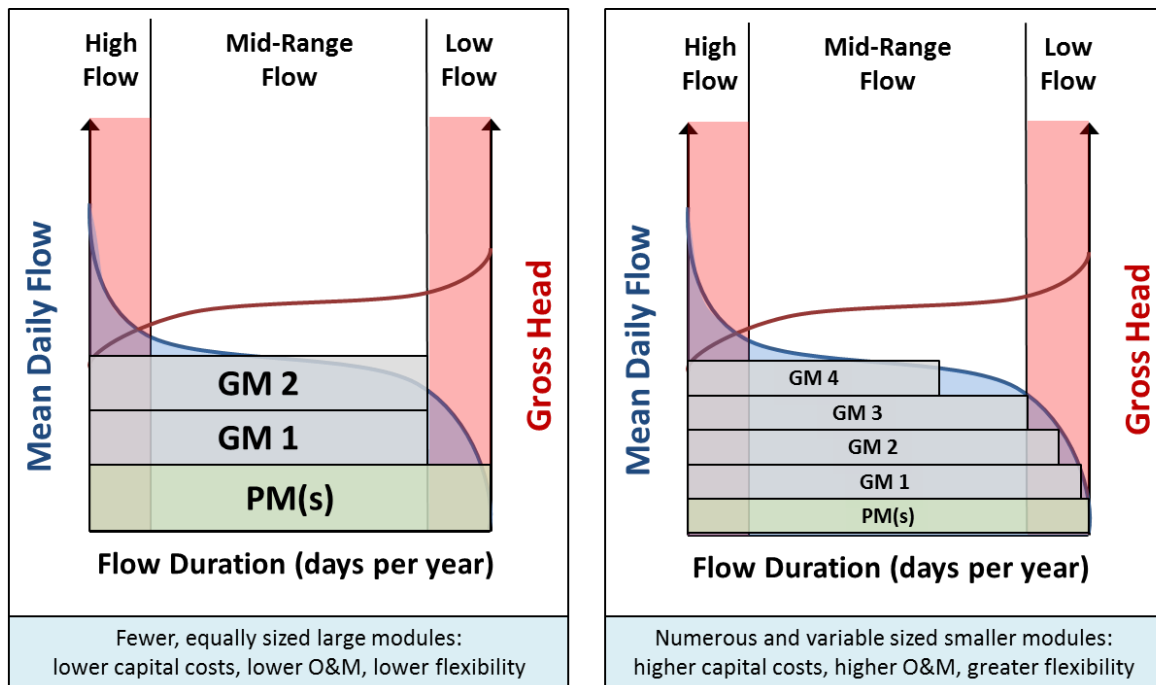 High
Flow
Mid-Range
Flow
Low
Flow
Mean Daily Flow
Gross Head
GM 2
GM 1
PM(s)
Flow Duration (days per year)
Fewer, equally sized large modules:
lower capital costs, lower O&M, lower flexibility
High
Flow
Mid-Range
Flow
Low
Flow
Mean Daily Flow
Gross Head
GM 4
GM 3
GM 2
GM 1
PM(s)
Flow Duration (days per year)
Numerous and variable sized smaller modules:
higher capital costs, higher O&M, greater flexibility